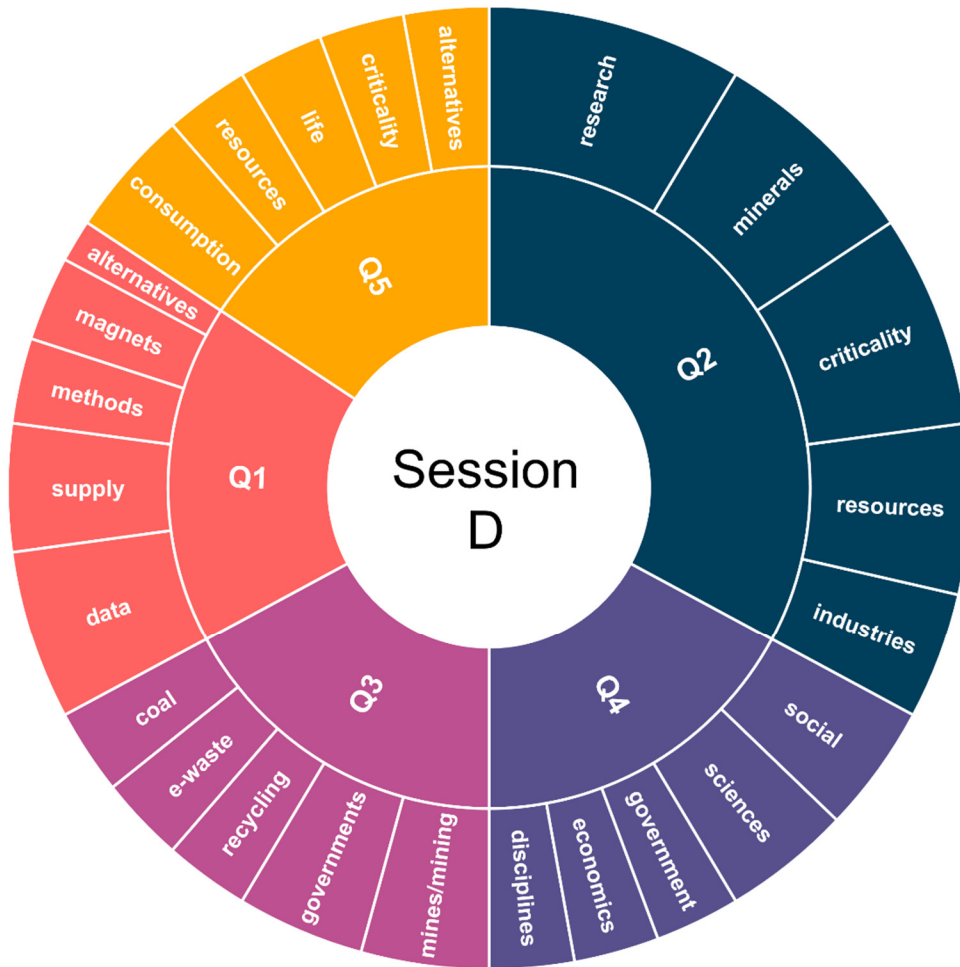 Session
D
Q2
research
minerals
criticality
resources
industries
Q4
social
sciences
government
economics
disciplines
Q3
mines/mining
governments
recycling
e-waste
coal
Q1
data
supply
methods
magnets
alternatives
Q5
consumption
resources
life
criticality
alternatives